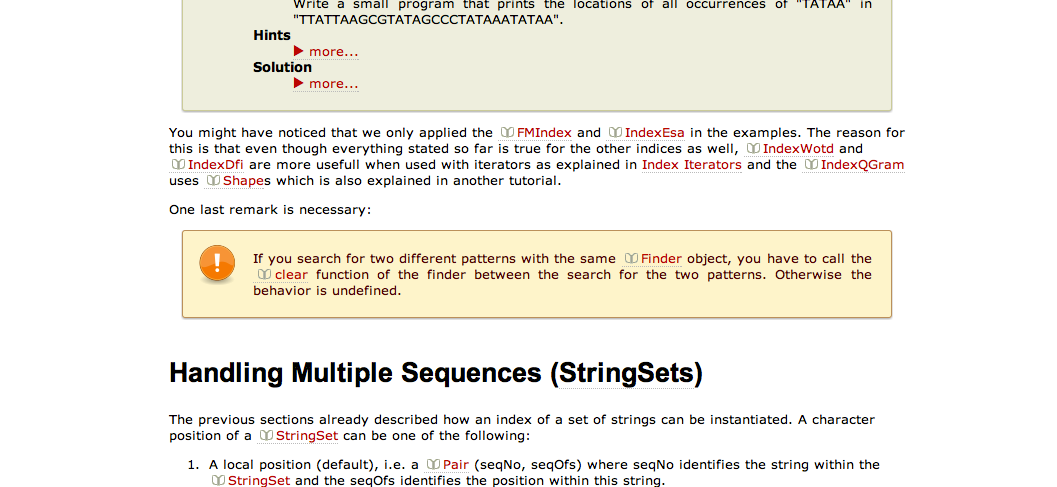 Write a small program that prints the locations of all occurrences of "TATAA" in
"TTATTAAGCGTATAGCCCTATAAATATAA".
Hints
more...
Solution
more...
You might have noticed that we only applied the FMIndex and IndexEsa in the examples. The reason for
this is that even though everything stated so far is true for the other indices as well, IndexWotd and
IndexDfi are more usefull when used with iterators as explained in Index Iterators and the IndexQGram
uses Shapes which is also explained in another tutorial.
One last remark is necessary:
If you search for two different patterns with the same Finder object, you have to call the
clear function of the finder between the search for the two patterns. Otherwise the
behavior is undefined.
Handling Multiple Sequences (StringSets)
The previous sections already described how an index of a set of strings can be instantiated. A character
position of a StringSet can be one of the following:
1. A local position (default), i.e. a Pair (seqNo, seqOfs) where seqNo identifies the string within the
StringSet and the seqOfs identifies the position within this string.